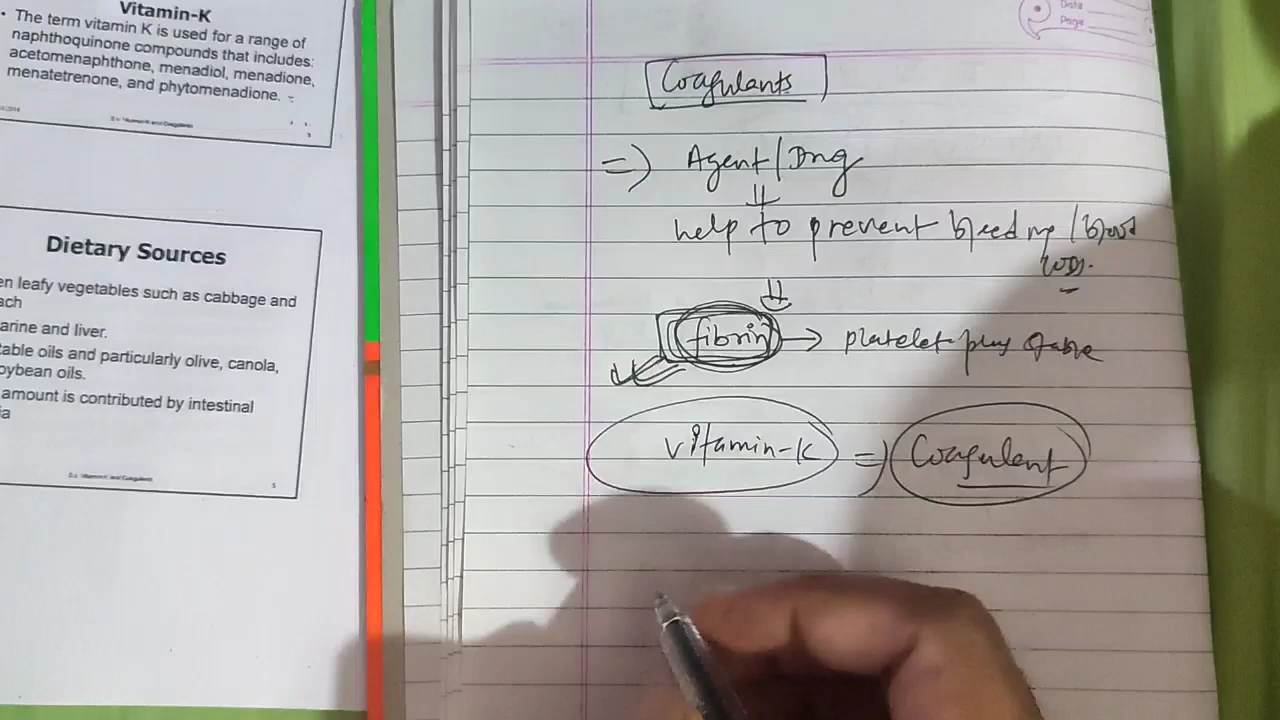 Vitamin-K
• The term vitamin K is used for a range of
naphthoquinone compounds that includes:
acetomenaphthone, menadiol, menadione,
menatetrenone, and phytomenadione.
Dietary Sources
en leafy vegetables such as cabbage and
ach
arine and liver.
table oils and particularly olive, canola,
oybean oils.
amount is contributed by intestinal
ia
5
Date
Page
Coagulants
=> Agent/Drug
help to prevent bleeding /blood
loss.
fibrin → platelet plug stable
vitamin-K => Coagulent